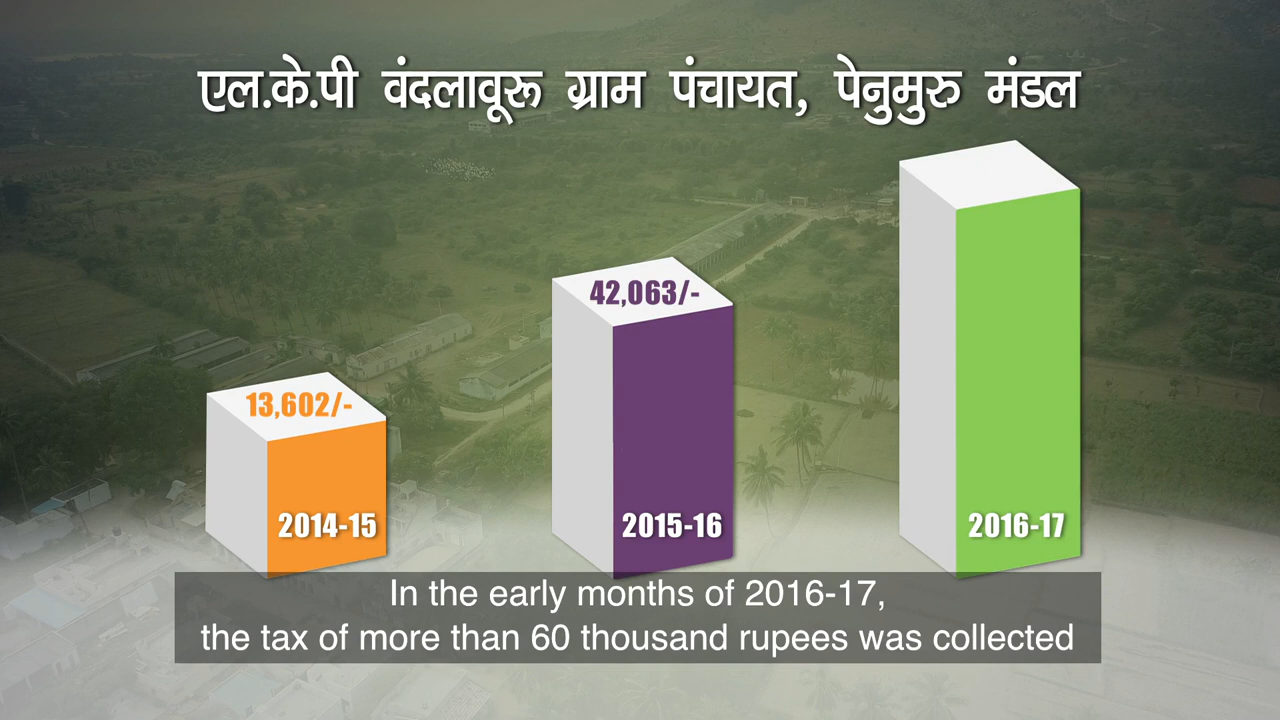 एल.के.पी वंदलावूरू ग्राम पंचायत, पेनुमुरु मंडल
13,602/-
42,063/-
2014-15
2015-16
2016-17
In the early months of 2016-17,
the tax of more than 60 thousand rupees was collected